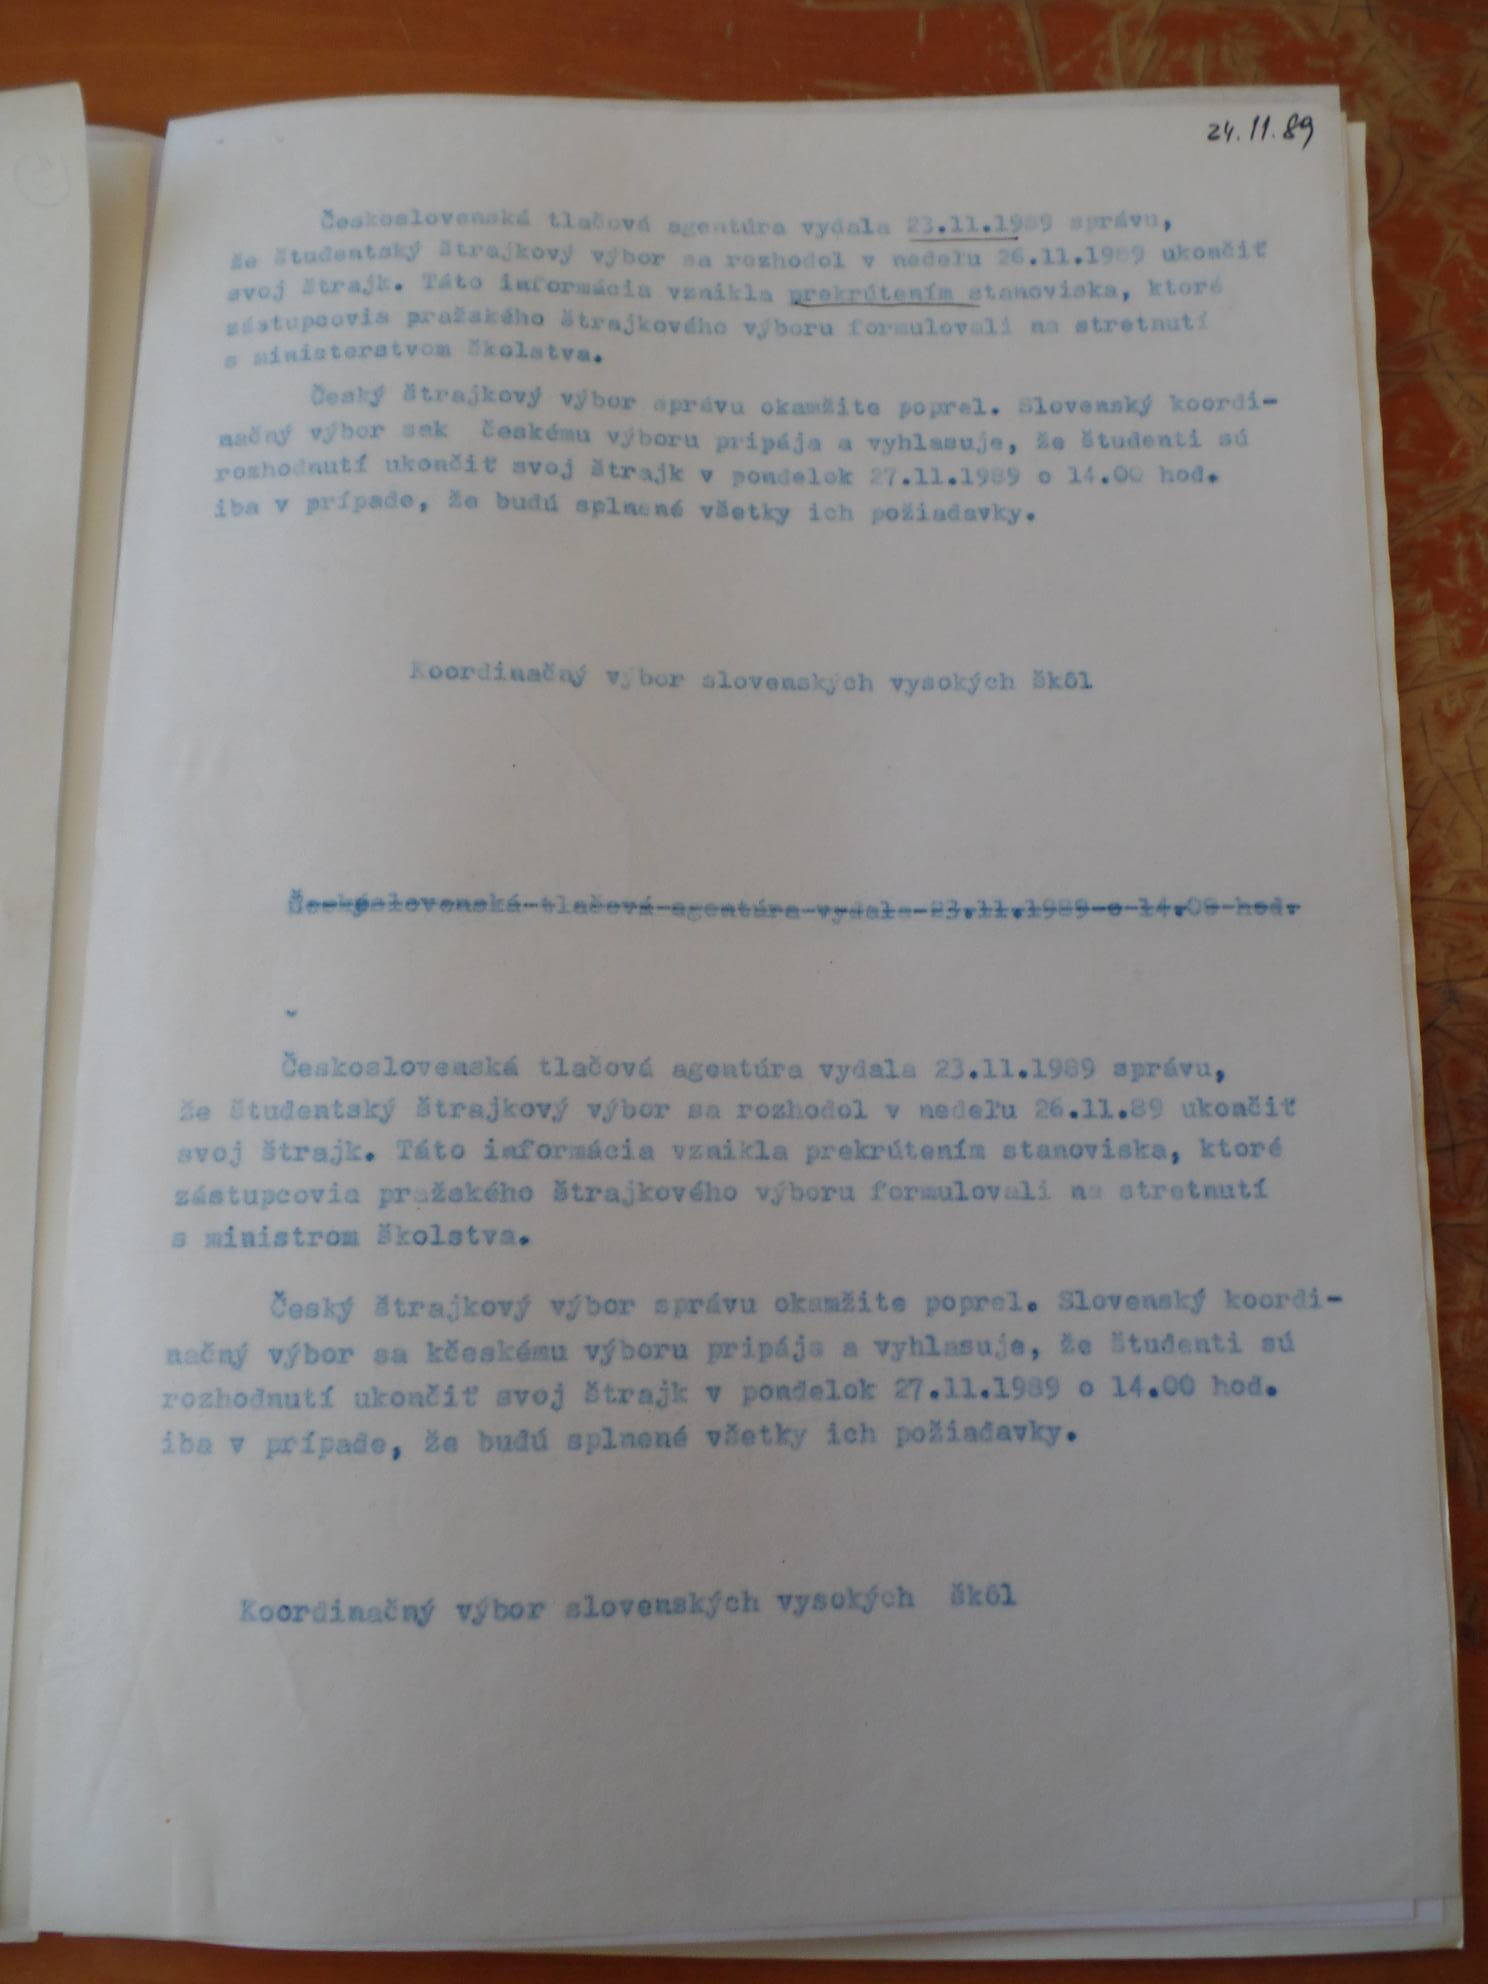 24.11.89
Československá tlačová agentúra vydala 23.11.1989 správu,
že študentský štrajkový výbor sa rozhodol v nedeľu 26.11.1989 ukončiť
svoj štrajk. Táto informácia vznikla prekrútením stanoviska, ktoré
zástupcovia pražského štrajkového výboru formulovali na stretnutí
s ministerstvom školstva.
Český štrajkový výbor správu okamžite poprel. Slovenský koordi-
načný výbor sak českému výboru pripája a vyhlasuje, že študenti sú
rozhodnutí ukončiť svoj štrajk v pondelok 27.11.1989 o 14.00 hod.
iba v prípade, že budú splnené všetky ich požiadavky.
Koordinačný výbor slovenských vysokých škôl
Českýslovenská tlačová agentúra vydala 23.11.1989 o 14.00 hod.
Československá tlačová agentúra vydala 23.11.1989 správu,
že študentský štrajkový výbor sa rozhodol v nedeľu 26.11.89 ukončiť
svoj štrajk. Táto informácia vznikla prekrútením stanoviska, ktoré
zástupcovia pražského štrajkového výboru formulovali na stretnutí
s ministrom školstva.
Český štrajkový výbor správu okamžite poprel. Slovenský koordi-
načný výbor sa kčeskému výboru pripája a vyhlasuje, že študenti sú
rozhodnutí ukončiť svoj štrajk v pondelok 27.11.1989 o 14.00 hod.
iba v prípade, že budú splnené všetky ich požiadavky.
Koordinačný výbor slovenských vysokých škôl